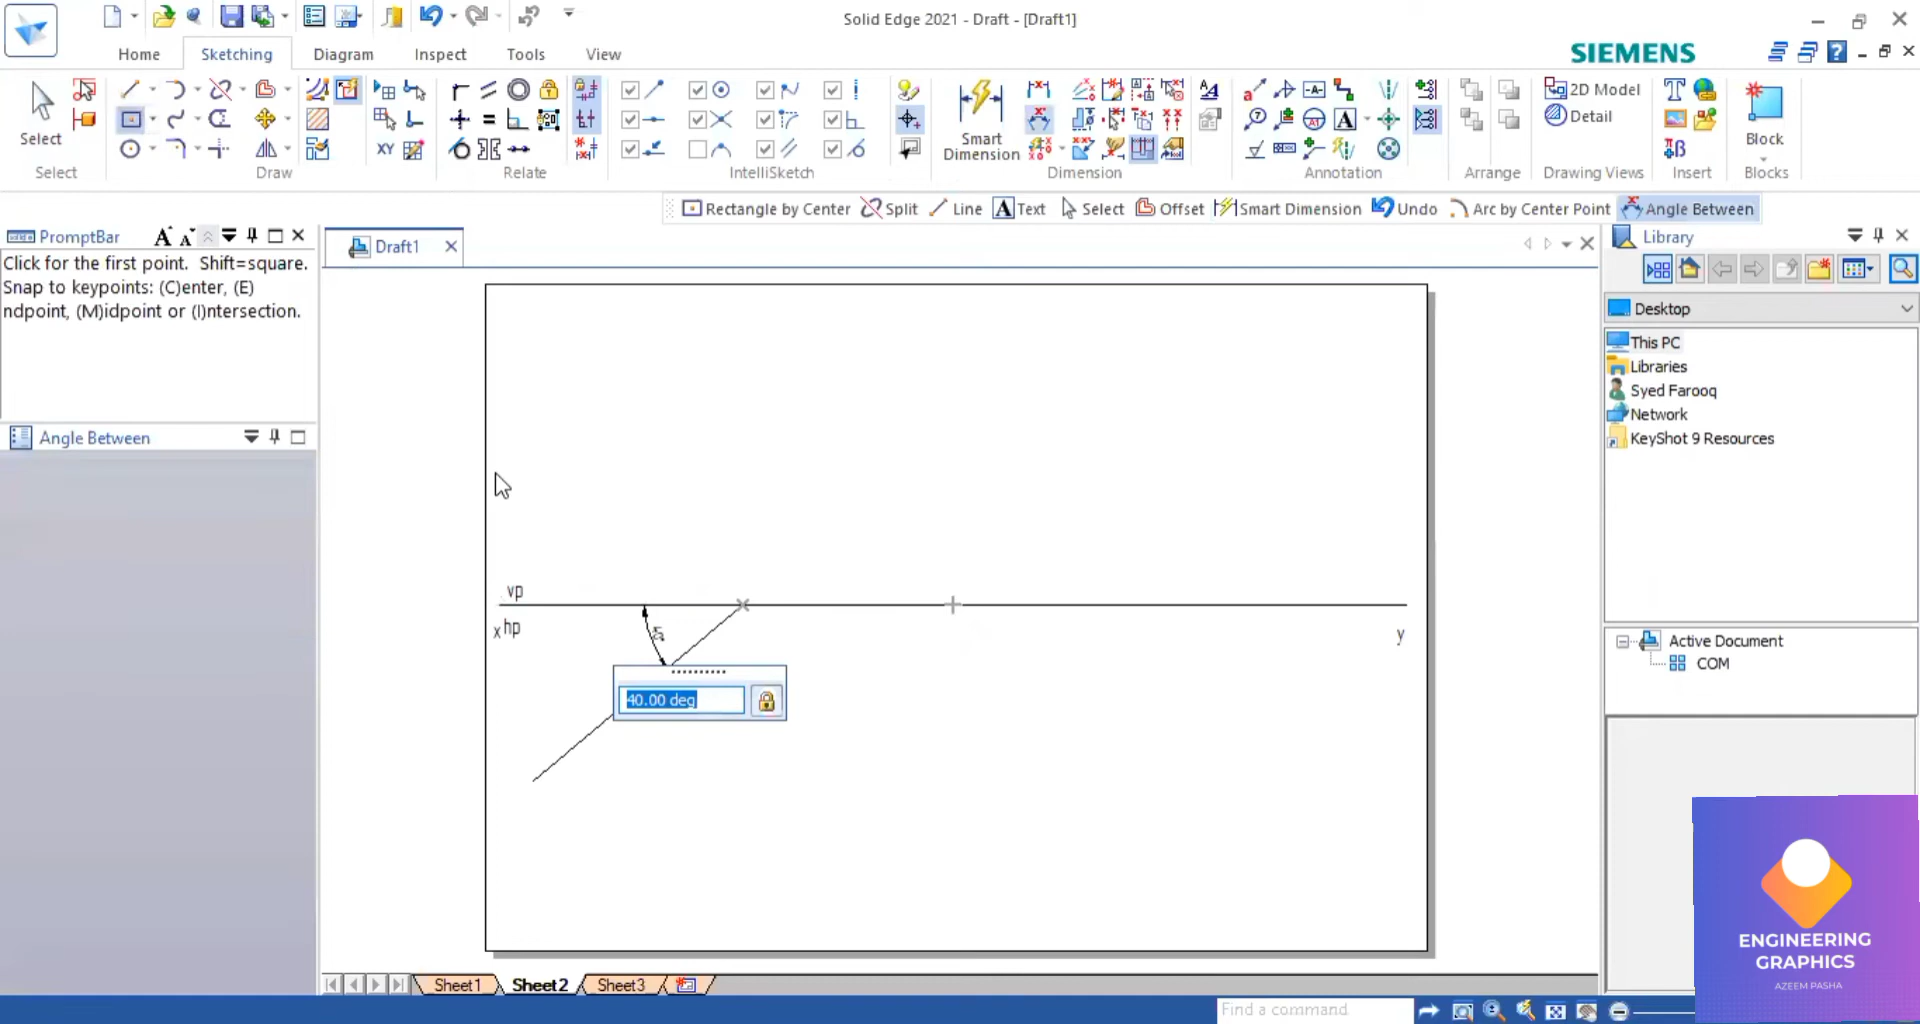 Solid Edge 2021 - Draft - [Draft1]
Home
Sketching
Diagram
Inspect
Tools
View
SIEMENS
Select
Select
Draw
XY
Relate
IntelliSketch
Smart
Dimension
Dimension
Annotation
Arrange
2D Model
Detail
Drawing Views
Insert
Block
Blocks
Rectangle by Center
Split
Line
Text
Select
Offset
Smart Dimension
Undo
Arc by Center Point
Angle Between
PromptBar
Click for the first point. Shift=square.
Snap to keypoints: (C)enter, (E)
ndpoint, (M)idpoint or (I)ntersection.
Angle Between
Draft1
Library
Desktop
This PC
Libraries
Syed Farooq
Network
KeyShot 9 Resources
Active Document
COM
vp
x hp
y
40.00 deg
Sheet1
Sheet2
Sheet3
Find a command
ENGINEERING
GRAPHICS
AZEEM PASHA